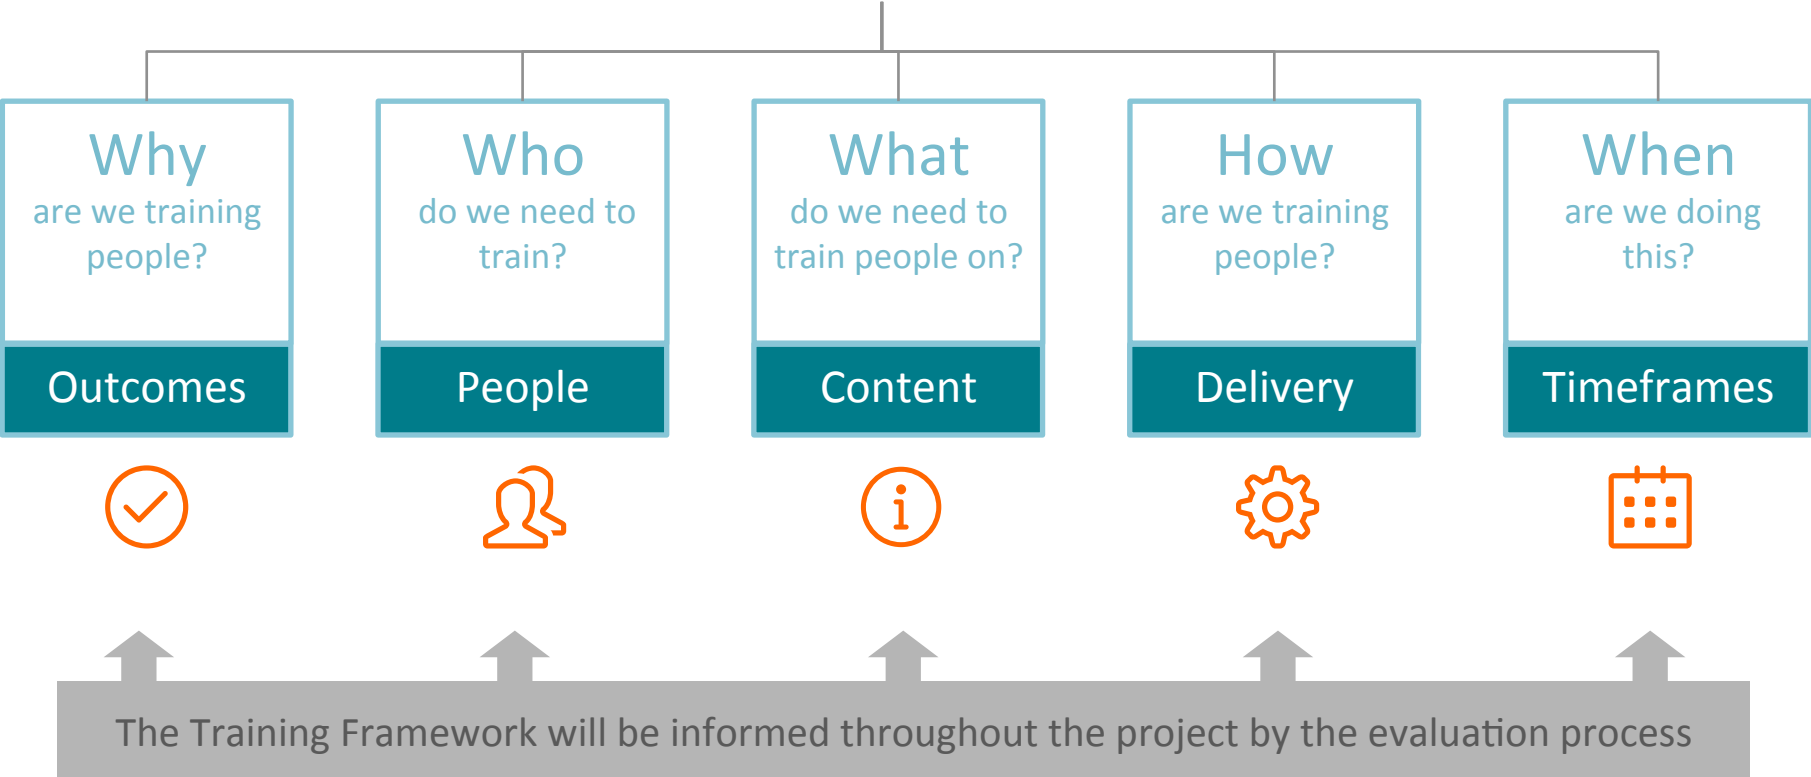 Why
are we training
people?
Outcomes
Who
do we need to
train?
People
What
do we need to
train people on?
Content
How
are we training
people?
Delivery
When
are we doing
this?
Timeframes
i
The Training Framework will be informed throughout the project by the evaluation process